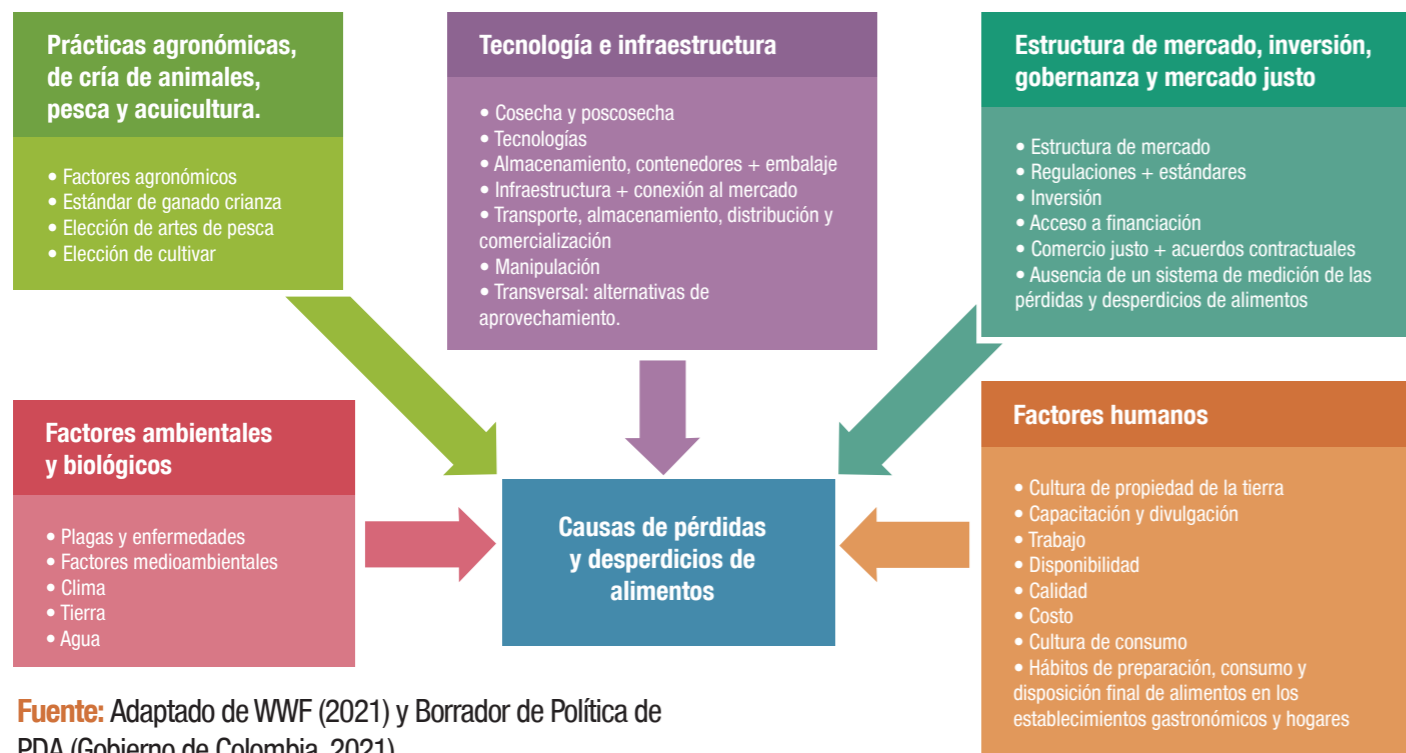 Prácticas agronómicas,
de cría de animales,
pesca y acuicultura.
• Factores agronómicos
• Estándar de ganado crianza
• Elección de artes de pesca
• Elección de cultivar
Tecnología e infraestructura
• Cosecha y poscosecha
• Tecnologías
• Almacenamiento, contenedores + embalaje
• Infraestructura + conexión al mercado
• Transporte, almacenamiento, distribución y
comercialización
• Manipulación
• Transversal: alternativas de
aprovechamiento.
Estructura de mercado, inversión,
gobernanza y mercado justo
• Estructura de mercado
• Regulaciones + estándares
• Inversión
• Acceso a financiación
• Comercio justo + acuerdos contractuales
• Ausencia de un sistema de medición de las
pérdidas y desperdicios de alimentos
Factores ambientales
y biológicos
• Plagas y enfermedades
• Factores medioambientales
• Clima
• Tierra
• Agua
Causas de pérdidas
y desperdicios de
alimentos
Factores humanos
• Cultura de propiedad de la tierra
• Capacitación y divulgación
• Trabajo
• Disponibilidad
• Calidad
• Costo
• Cultura de consumo
• Hábitos de preparación, consumo y
disposición final de alimentos en los
establecimientos gastronómicos y hogares
Fuente: Adaptado de WWF (2021) y Borrador de Política de
PDA (Gobierno de Colombia, 2021)